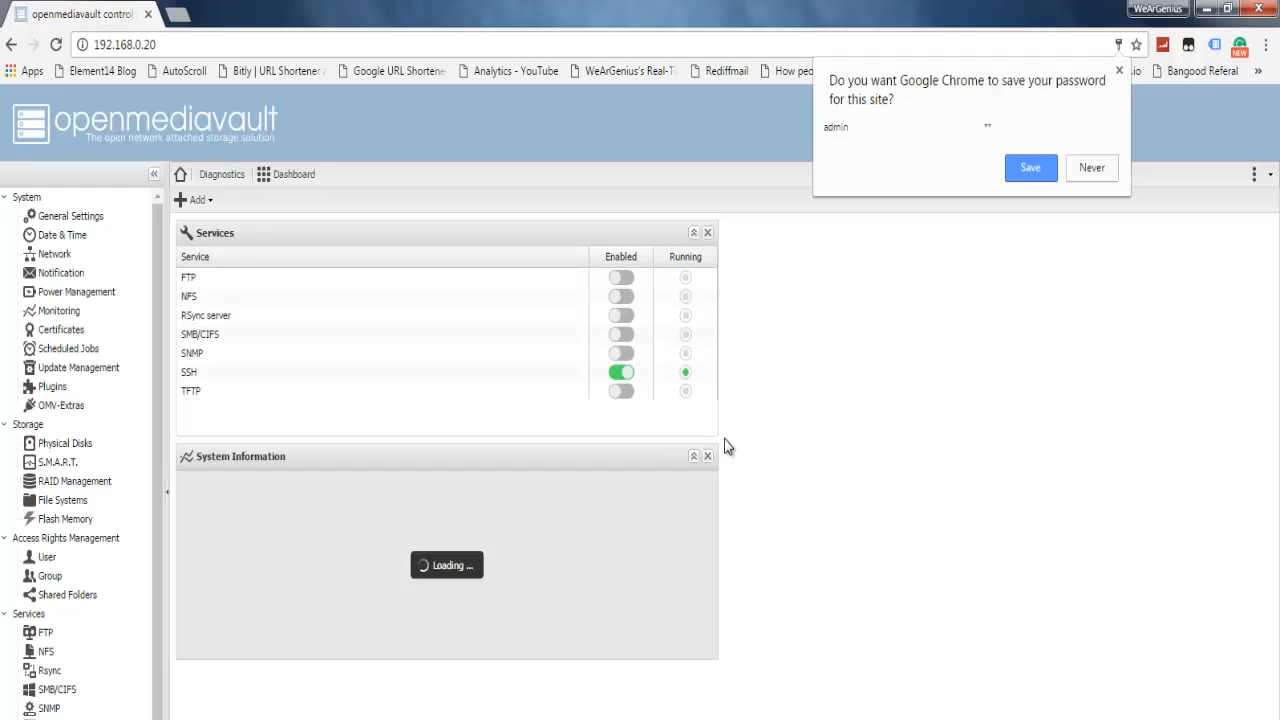 openmediavault control
WeArGenius
192.168.0.20
NEW
Apps
Element14 Blog
AutoScroll
Bitly | URL Shortener
Google URL Shortene
Analytics - YouTube
WeArGenius's Real-Ti
Rediffmail
How peo
.io
Bangood Referal
»
Do you want Google Chrome to save your password
for this site?
admin **
Save
Never
openmediavault
The open network attached storage solution
Diagnostics
Dashboard
Add
System
General Settings
Date & Time
Network
Notification
Power Management
Monitoring
Certificates
Scheduled Jobs
Update Management
Plugins
OMV-Extras
Storage
Physical Disks
S.M.A.R.T.
RAID Management
File Systems
Flash Memory
Access Rights Management
User
Group
Shared Folders
Services
FTP
NFS
Rsync
SMB/CIFS
SNMP
Services
Service Enabled Running
FTP
NFS
RSync server
SMB/CIFS
SNMP
SSH
TFTP
System Information
Loading ...